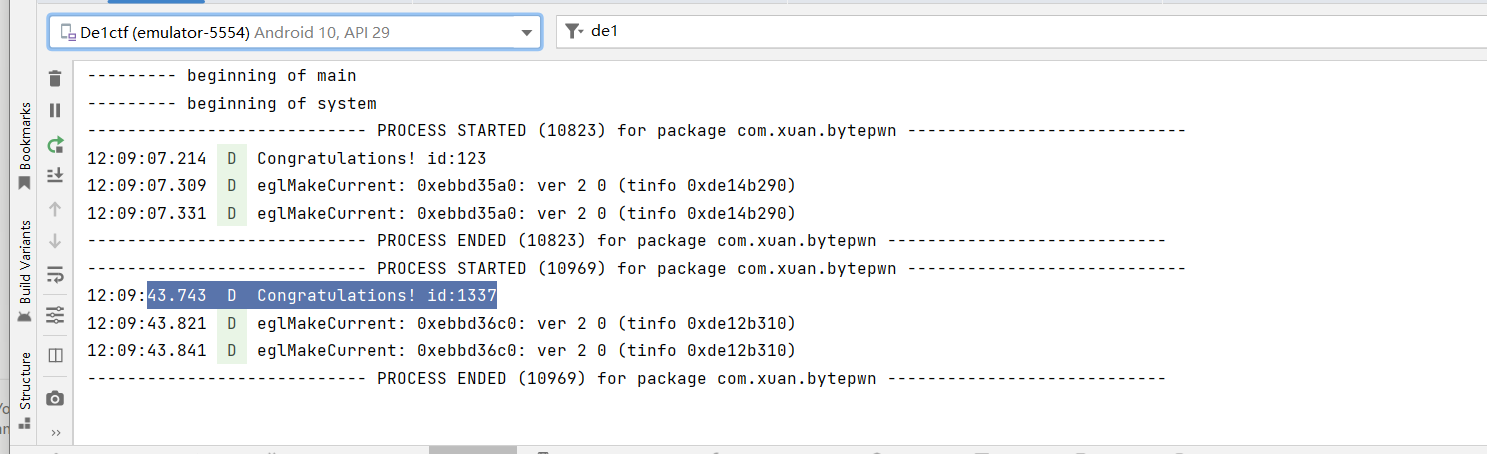 De1ctf (emulator-5554) Android 10, API 29
de1
--------- beginning of main
--------- beginning of system
---------------------------- PROCESS STARTED (10823) for package com.xuan.bytepwn ----------------------------
12:09:07.214 D Congratulations! id:123
12:09:07.309 D eglMakeCurrent: 0xebbd35a0: ver 2 0 (tinfo 0xde14b290)
12:09:07.331 D eglMakeCurrent: 0xebbd35a0: ver 2 0 (tinfo 0xde14b290)
---------------------------- PROCESS ENDED (10823) for package com.xuan.bytepwn ----------------------------
---------------------------- PROCESS STARTED (10969) for package com.xuan.bytepwn ----------------------------
12:09:43.743 D Congratulations! id:1337
12:09:43.821 D eglMakeCurrent: 0xebbd36c0: ver 2 0 (tinfo 0xde12b310)
12:09:43.841 D eglMakeCurrent: 0xebbd36c0: ver 2 0 (tinfo 0xde12b310)
---------------------------- PROCESS ENDED (10969) for package com.xuan.bytepwn ----------------------------
Bookmarks
Build Variants
Structure